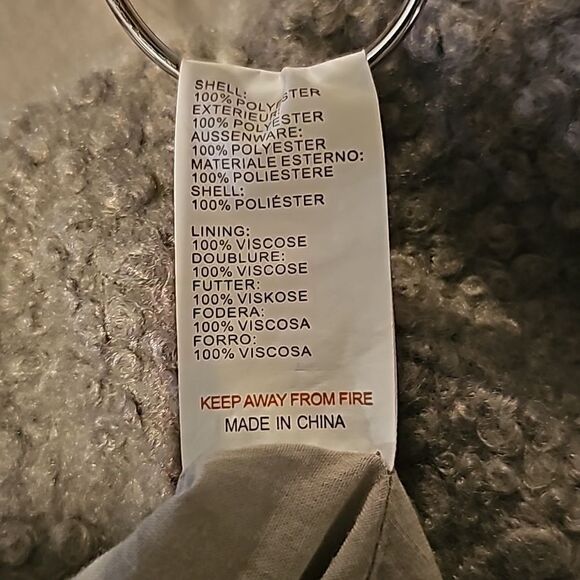 SHELL:
100% POLYESTER
EXTERIEUR:
100% POLYESTER
AUSSENWARE:
100% POLYESTER
MATERIALE ESTERNO:
100% POLIESTERE
SHELL:
100% POLIÉSTER
LINING:
100% VISCOSE
DOUBLURE:
100% VISCOSE
FUTTER:
100% VISKOSE
FODERA:
100% VISCOSA
FORRO:
100% VISCOSA
KEEP AWAY FROM FIRE
MADE IN CHINA